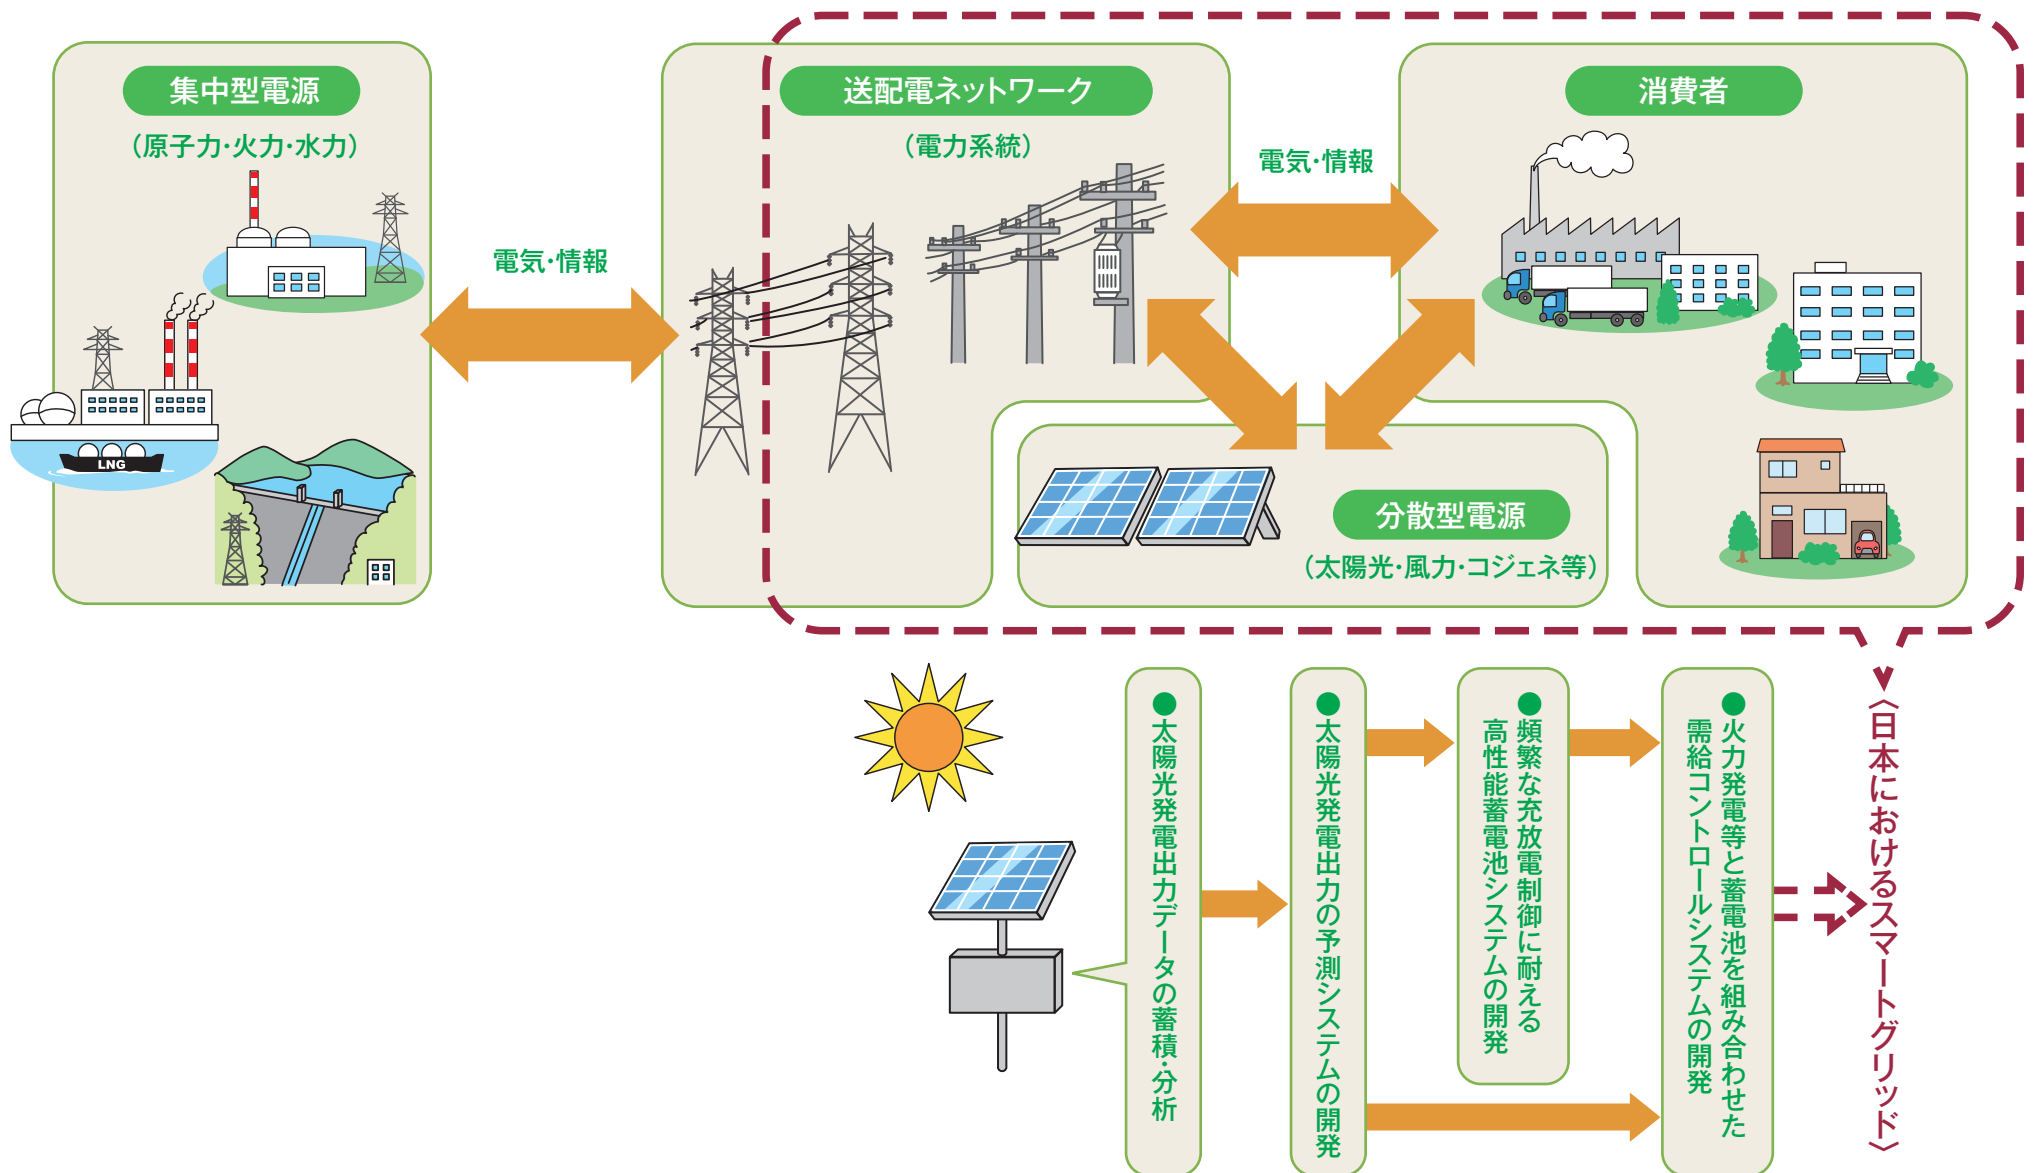 集中型電源
（原子力・火力・水力）
LNG
電気・情報
送配電ネットワーク
（電力系統）
電気・情報
消費者
分散型電源
（太陽光・風力・コジェネ等）
●太陽光発電出力データの蓄積・分析
●太陽光発電出力の予測システムの開発
●頻繁な充放電制御に耐える
高性能蓄電池システムの開発
●火力発電等と蓄電池を組み合わせた
需給コントロールシステムの開発
〈日本におけるスマートグリッド〉